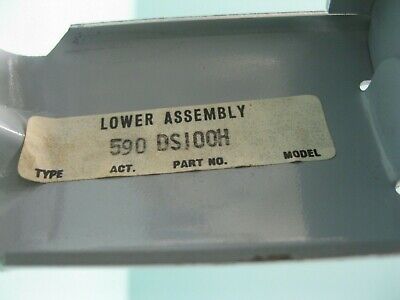 LOWER ASSEMBLY
590 DS100H
TYPE ACT. PART NO. MODEL